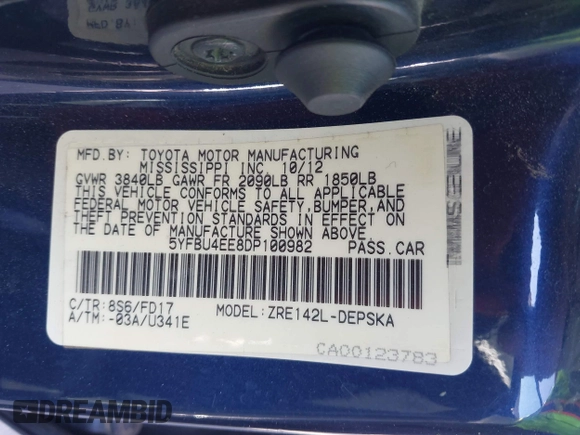 MFD.BY: TOYOTA MOTOR MANUFACTURING
MISSISSIPPI INC. 10/12
GVWR 3840LB GAWR FR 2090LB RR 1850LB
THIS VEHICLE CONFORMS TO ALL APPLICABLE
FEDERAL MOTOR VEHICLE SAFETY,BUMPER,AND
THEFT PREVENTION STANDARDS IN EFFECT ON
THE DATE OF MANUFACTURE SHOWN ABOVE.
5YFBU4EE8DP100982 PASS.CAR
C/TR:8S6/FD17 MODEL:ZRE142L-DEPSKA
A/TM:-03A/U341E
CA00123783
DREAMBID